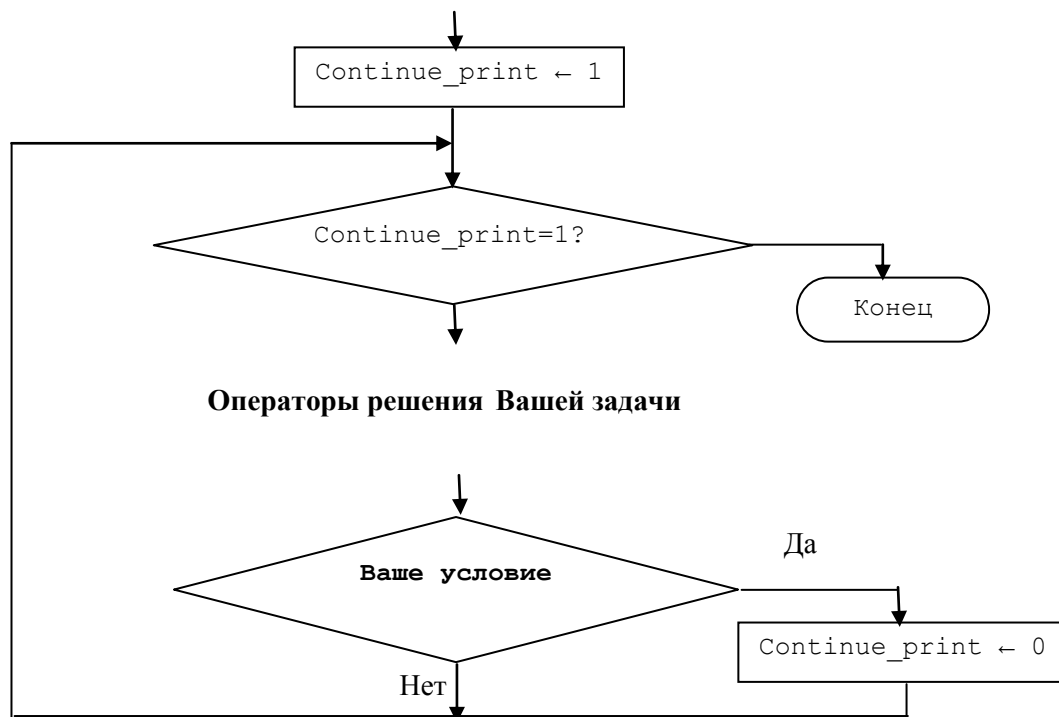 Continue_print ← 1
Continue_print=1?
Конец
Операторы решения Вашей задачи
Да
Ваше условие
Continue_print ← 0
Нет